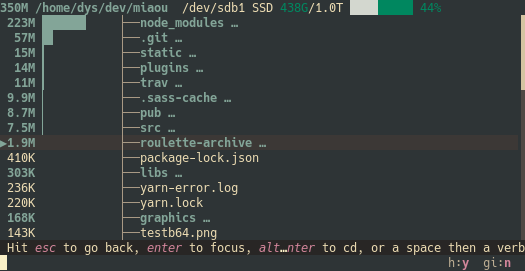 350M /home/dys/dev/miaou /dev/sdb1 SSD 438G/1.0T 44%
223M ├──node_modules …
57M ├──.git …
15M ├──static …
14M ├──plugins …
11M ├──trav …
9.9M ├──.sass-cache …
8.7M ├──pub …
7.5M ├──src …
▶1.9M ├──roulette-archive …
410K ├──package-lock.json
303K ├──libs …
236K ├──yarn-error.log
220K ├──yarn.lock
168K ├──graphics …
143K ├──testb64.png
Hit esc to go back, enter to focus, alt…nter to cd, or a space then a verb
h:y gi:n